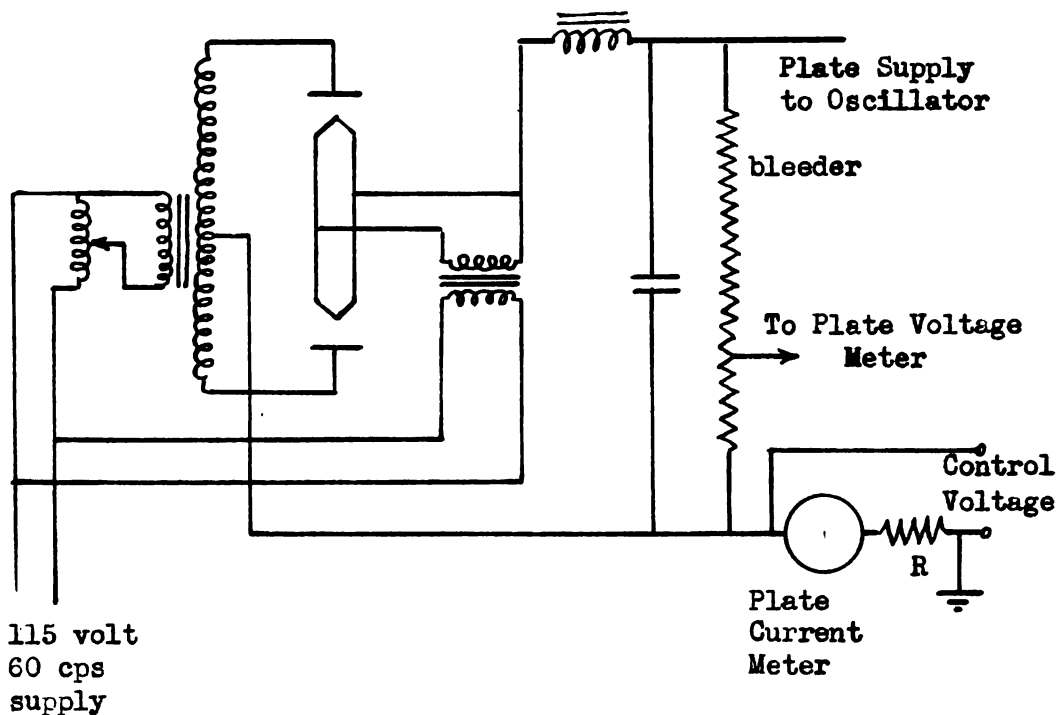 Plate Supply
to Oscillator
bleeder
To Plate Voltage
Meter
Control
Voltage
R
Plate
Current
Meter
115 volt
60 cps
supply